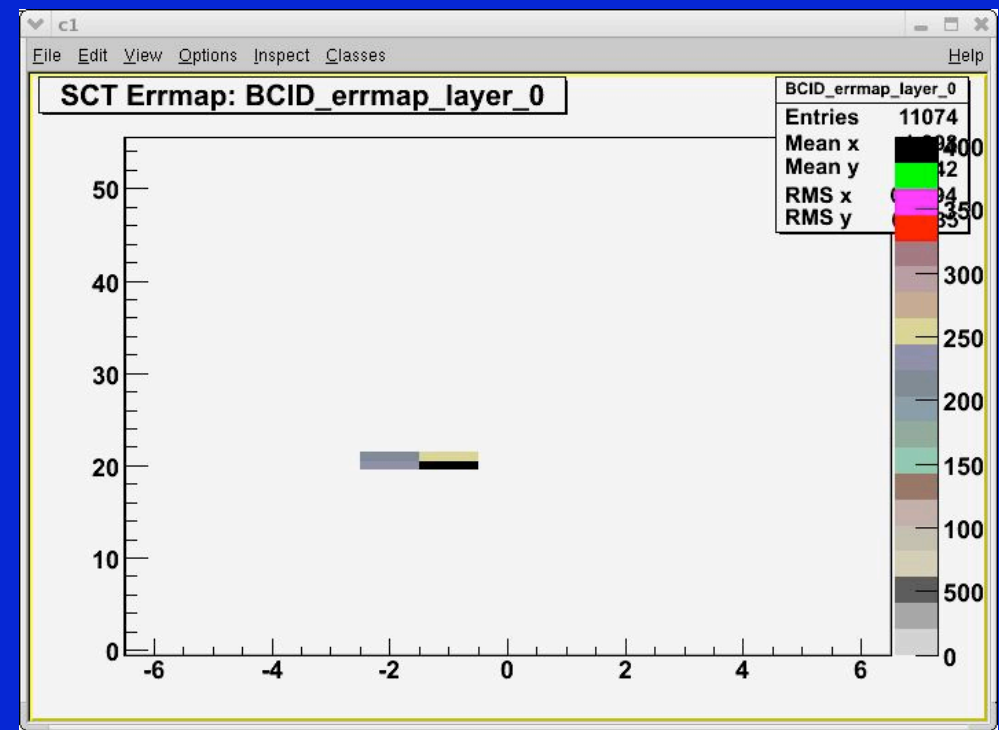 c1
File Edit View Options Inspect Classes Help
SCT Errmap: BCID_errmap_layer_0
BCID_errmap_layer_0
Entries 11074
Mean x
Mean y
RMS x
RMS y
50
40
30
20
10
0
-6 -4 -2 0 2 4 6
400
350
300
250
200
150
100
500
0